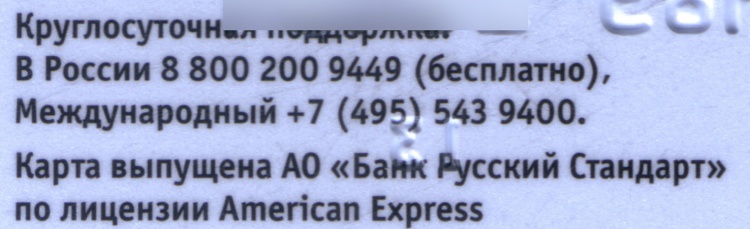 Круглосуточная поддержка:
В России 8 800 200 9449 (бесплатно),
Международный +7 (495) 543 9400.
Карта выпущена АО «Банк Русский Стандарт»
по лицензии American Express